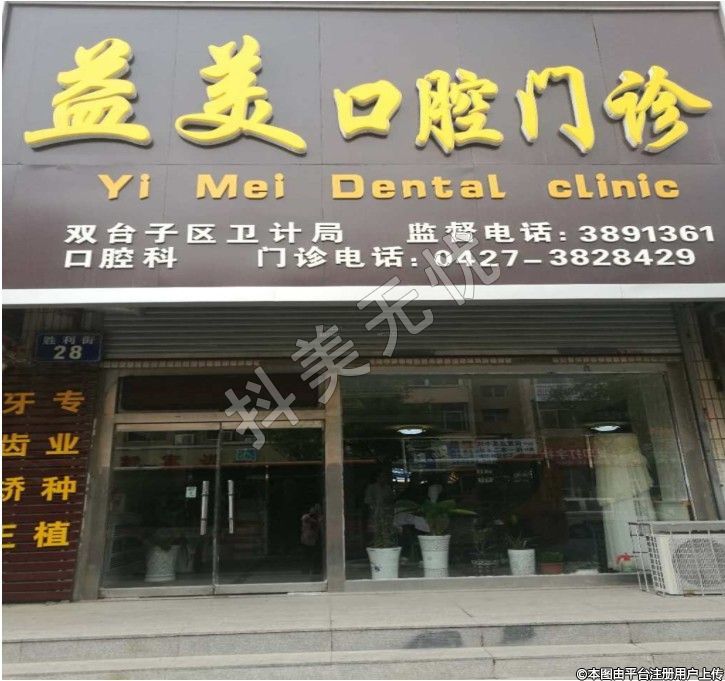 益美口腔门诊
Yi Mei Dental clinic
双台子区卫计局 监督电话:3891361
口腔科 门诊电话:0427-3828429
胜利街
28
专业种植
牙齿矫正
抖美无忧
©本图由平台注册用户上传